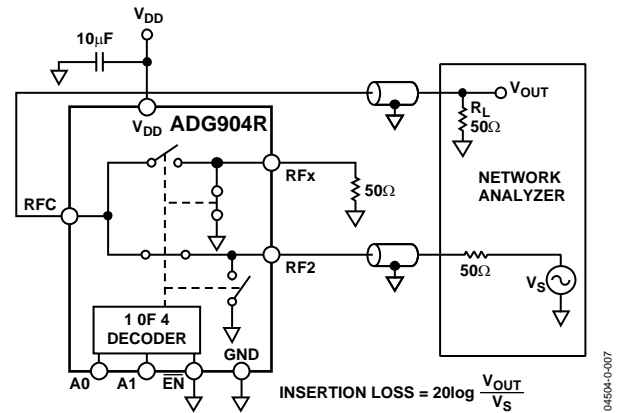 VDD
10µF
VDD
ADG904R
VOUT
RL
50Ω
NETWORK
ANALYZER
RFx
50Ω
RFC
RF2
50Ω
VS
1 0F 4
DECODER
GND
A0
A1
EN
INSERTION LOSS = 20log VOUT
VS
04504-0-007